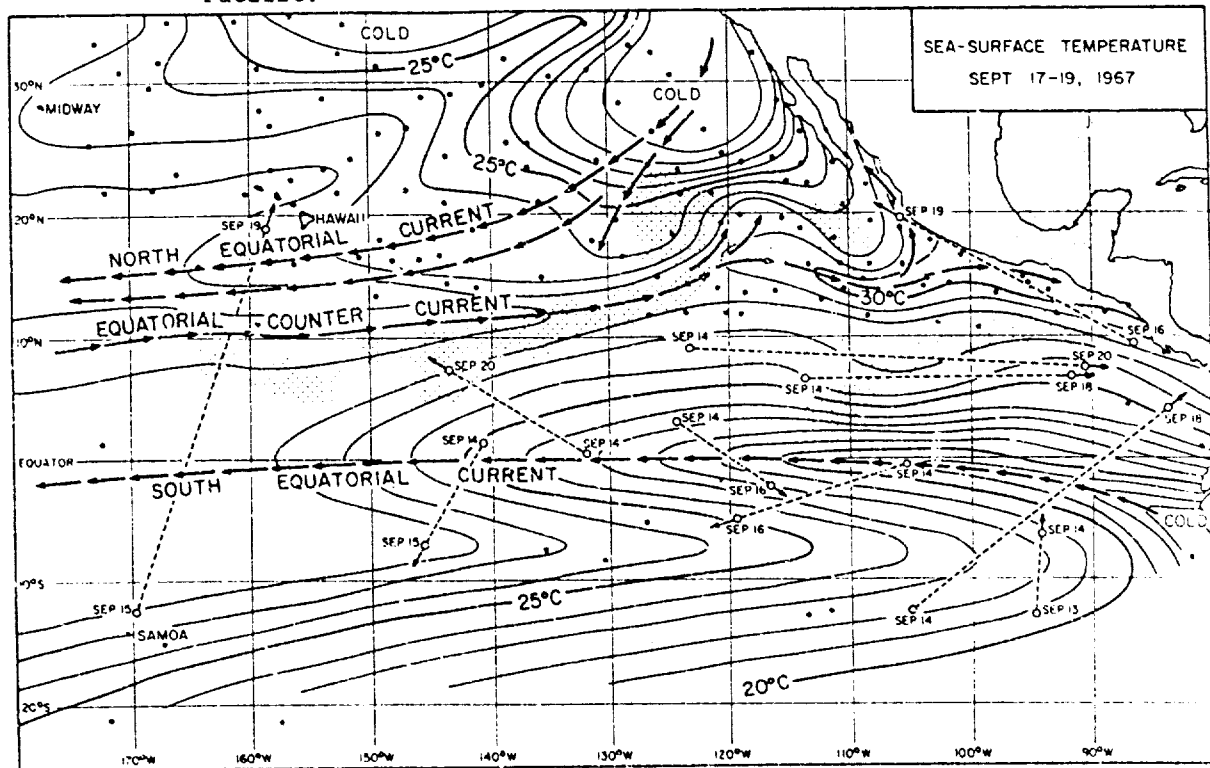 COLD
25°C
SEA-SURFACE TEMPERATURE
SEPT 17-19, 1967
30°N
COLD
MIDWAY
25°C
20°N
SEP 19
HAWAII
SEP 19
NORTH EQUATORIAL CURRENT
30°C
EQUATORIAL COUNTER CURRENT
10°N
SEP 14
SEP 16
SEP 20
SEP 20
SEP 14
SEP 18
SEP 14
SEP 18
SEP 14
SEP 14
EQUATOR
SOUTH EQUATORIAL CURRENT
SEP 14
SEP 16
SEP 16
COLD
SEP 14
SEP 15
10°S
25°C
SEP 15
SEP 14
SEP 13
SAMOA
20°C
20°S
170°W 160°W 150°W 140°W 130°W 120°W 110°W 100°W 90°W